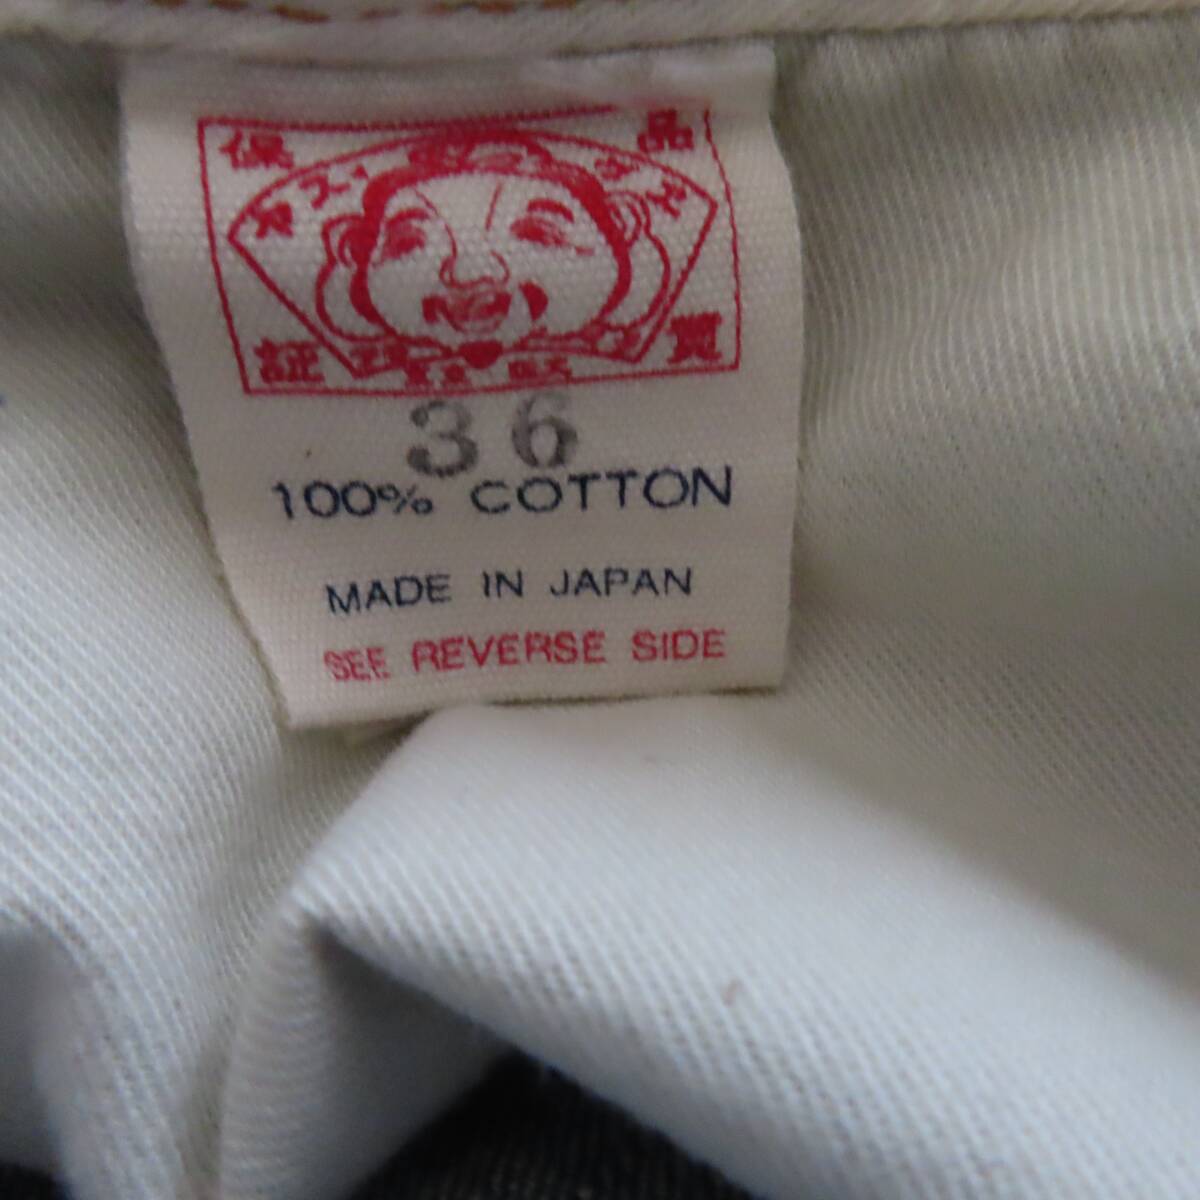 保 品
証 質
36
100% COTTON
MADE IN JAPAN
SEE REVERSE SIDE